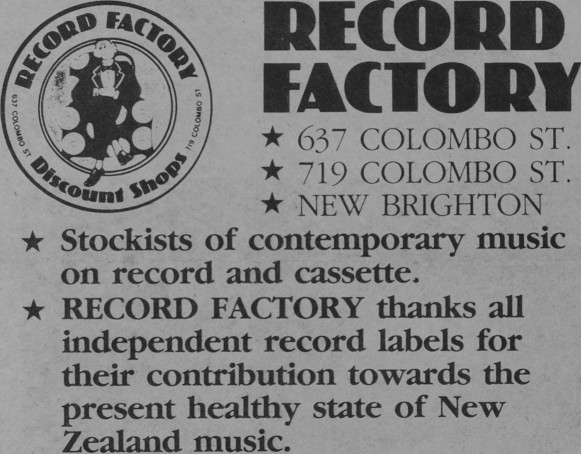 RECORD FACTORY
637 COLOMBO ST
719 COLOMBO ST.
Discount Shops
RECORD
FACTORY
★ 637 COLOMBO ST.
★ 719 COLOMBO ST.
★ NEW BRIGHTON
★ Stockists of contemporary music
on record and cassette.
★ RECORD FACTORY thanks all
independent record labels for
their contribution towards the
present healthy state of New
Zealand music.